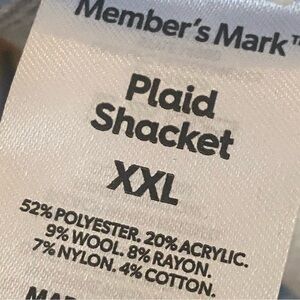 Member's Mark™
Plaid
Shacket
XXL
52% POLYESTER. 20% ACRYLIC.
9% WOOL. 8% RAYON.
7% NYLON. 4% COTTON.